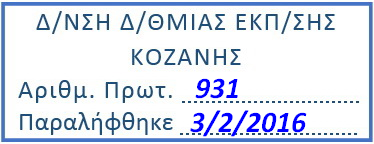 Δ/ΝΣΗ Δ/ΘΜΙΑΣ ΕΚΠ/ΣΗΣ
ΚΟΖΑΝΗΣ
Αριθμ. Πρωτ. 931
Παραλήφθηκε 3/2/2016